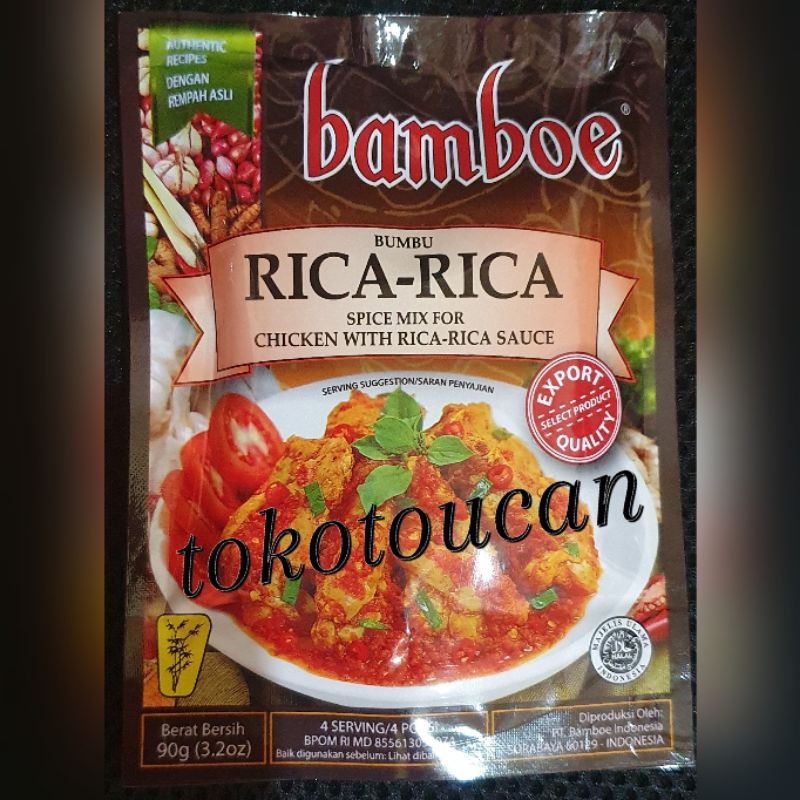 AUTHENTIC
RECIPES
DENGAN
REMPAH ASLI
bamboe®
BUMBU
RICA-RICA
SPICE MIX FOR
CHICKEN WITH RICA-RICA SAUCE
SERVING SUGGESTION/SARAN PENYAJIAN
EXPORT
SELECT PRODUCT
QUALITY
tokotoucan
MAJELIS ULAMA
HALAL
INDONESIA
Berat Bersih
90g (3.2oz)
4 SERVING/4
BPOM RI MD
Baik digunakan sebelum: Lihat
Diproduksi Oleh:
PT. Bamboe Indonesia
SURABAYA 60189 - INDONESIA